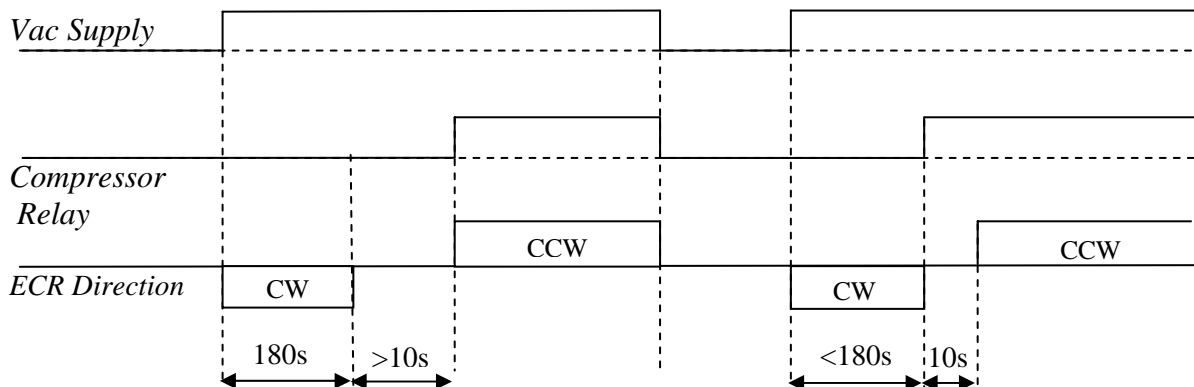 Vac Supply
Compressor
Relay
CCW
CCW
ECR Direction
CW
CW
180s
>10s
<180s
10s